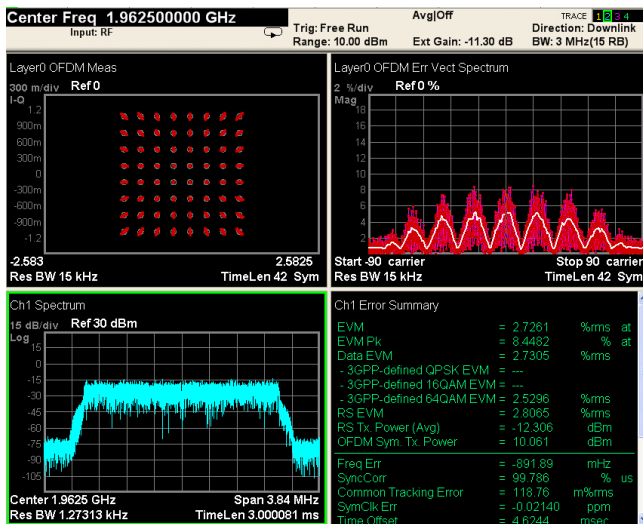 Center Freq 1.962500000 GHz
Input: RF
Trig: Free Run
Range: 10.00 dBm
Avg|Off
Ext Gain: -11.30 dB
TRACE 1 2 3 4
Direction: Downlink
BW: 3 MHz(15 RB)
Layer0 OFDM Meas
300 m/div Ref 0
I-Q
1.2
900m
600m
300m
0
-300m
-600m
-900m
-1.2
-2.583 2.5825
Res BW 15 kHz TimeLen 42 Sym
Layer0 OFDM Err Vect Spectrum
2 %/div Ref 0 %
Mag
18
16
14
12
10
8
6
4
2
Start -90 carrier Stop 90 carrier
Res BW 15 kHz TimeLen 42 Sym
Ch1 Spectrum
15 dB/div Ref 30 dBm
Log
15
0
-15
-30
-45
-60
-75
-90
-105
Center 1.9625 GHz Span 3.84 MHz
Res BW 1.27313 kHz TimeLen 3.000081 ms
Ch1 Error Summary
EVM = 2.7261 %rms at
EVM Pk = 8.4482 % at
Data EVM = 2.7305 %rms
- 3GPP-defined QPSK EVM = ---
- 3GPP-defined 16QAM EVM = ---
- 3GPP-defined 64QAM EVM = 2.5296 %rms
RS EVM = 2.8065 %rms
RS Tx. Power (Avg) = -12.306 dBm
OFDM Sym. Tx. Power = 10.061 dBm
Freq Err = -891.89 mHz
SyncCorr = 99.786 % us
Common Tracking Error = 118.76 m%rms
SymClk Err = -0.02140 ppm
Time Offset = 4.6244 msec